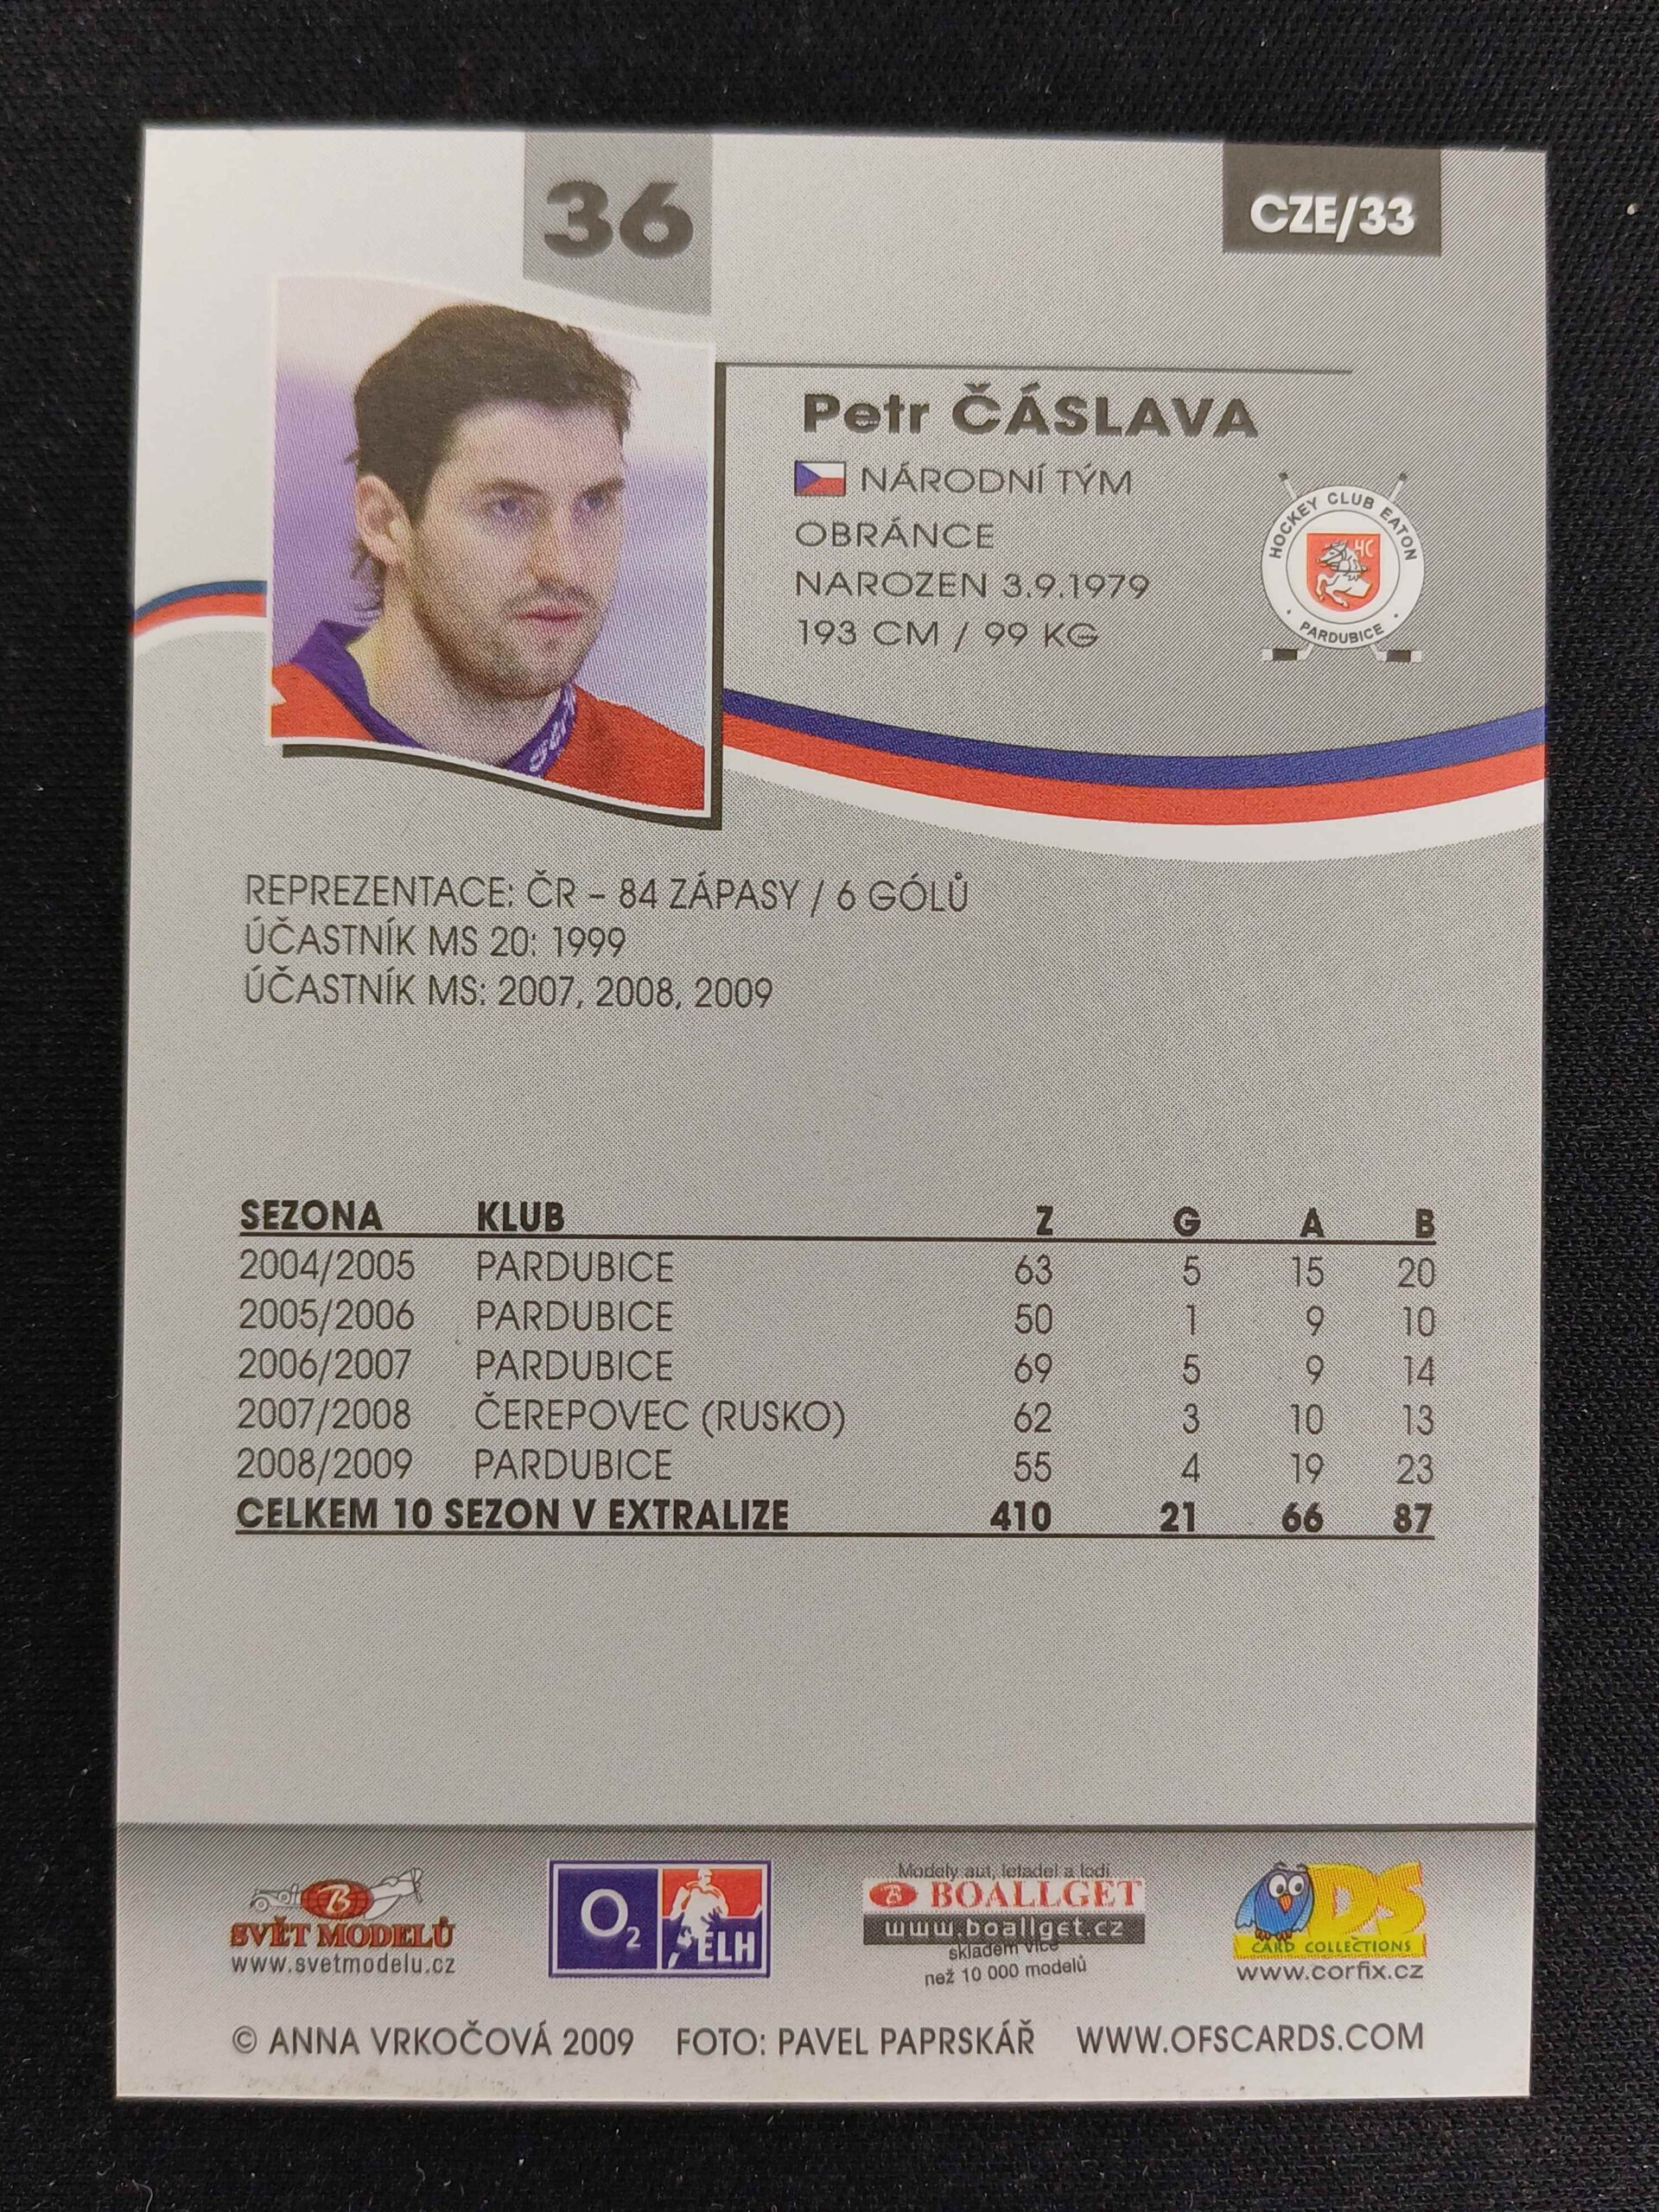 36
CZE/33
Petr ČÁSLAVA
NÁRODNÍ TÝM
OBRÁNCE
NAROZEN 3.9.1979
193 CM / 99 KG
HOCKEY CLUB EATON
HC
PARDUBICE
REPREZENTACE: ČR – 84 ZÁPASY / 6 GÓLŮ
ÚČASTNÍK MS 20: 1999
ÚČASTNÍK MS: 2007, 2008, 2009
SEZONA KLUB Z G A B
2004/2005 PARDUBICE 63 5 15 20
2005/2006 PARDUBICE 50 1 9 10
2006/2007 PARDUBICE 69 5 9 14
2007/2008 ČEREPOVEC (RUSKO) 62 3 10 13
2008/2009 PARDUBICE 55 4 19 23
CELKEM 10 SEZON V EXTRALIZE 410 21 66 87
B
SVĚT MODELŮ
www.svetmodelu.cz
O2
ELH
Modely aut, letadel a lodí
B BOALLGET
www.boallget.cz
skladem více
než 10 000 modelů
DS
CARD COLLECTIONS
www.corfix.cz
© ANNA VRKOČOVÁ 2009 FOTO: PAVEL PAPRSKÁŘ WWW.OFSCARDS.COM